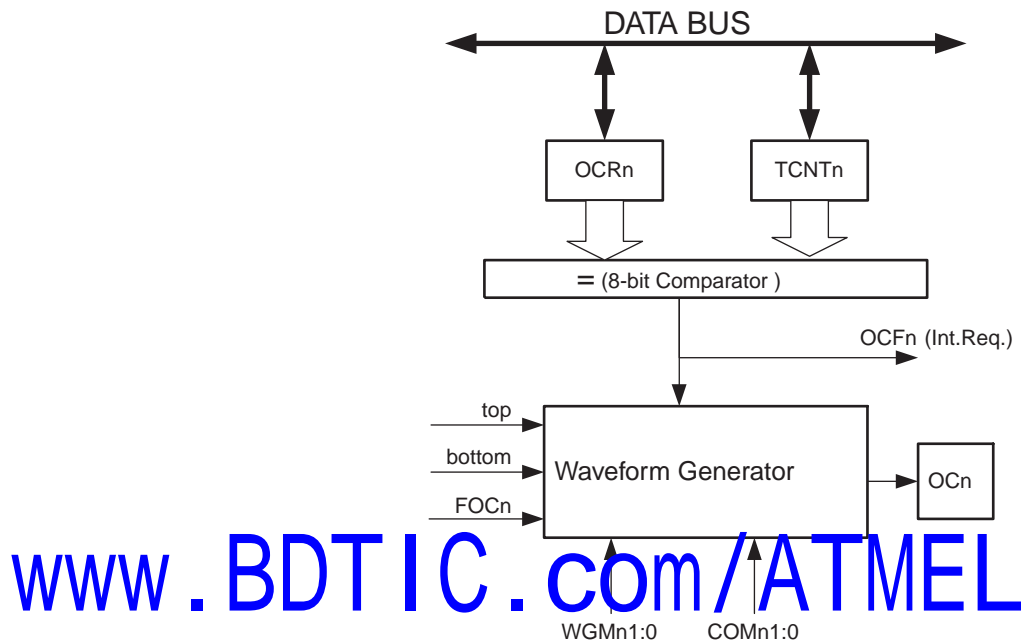 DATA BUS
OCRn
TCNTn
= (8-bit Comparator )
OCFn (Int.Req.)
top
bottom
Waveform Generator
FOCn
OCn
www.BDTIC.com/ATMEL
WGMn1:0
COMn1:0